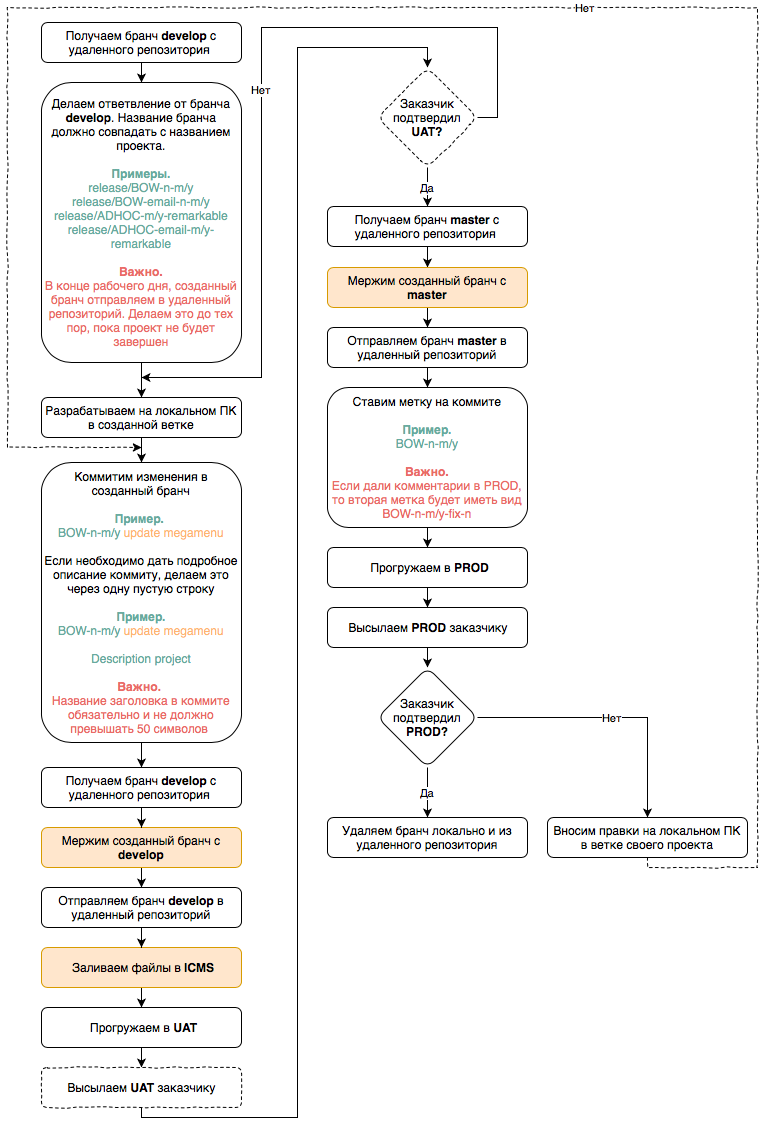 Нет
Получаем бранч develop с
удаленного репозитория
Делаем ответвление от бранча
develop. Название бранча
должно совпадать с названием
проекта.
Примеры.
release/BOW-n-m/y
release/BOW-email-n-m/y
release/ADHOC-m/y-remarkable
release/ADHOC-email-m/y-
remarkable
Важно.
В конце рабочего дня, созданный
бранч отправляем в удаленный
репозиторий. Делаем это до тех
пор, пока проект не будет
завершен
Нет
Разрабатываем на локальном ПК
в созданной ветке
Коммитим изменения в
созданный бранч
Пример.
BOW-n-m/y update megamenu
Если необходимо дать подробное
описание коммиту, делаем это
через одну пустую строку
Пример.
BOW-n-m/y update megamenu
Description project
Важно.
Название заголовка в коммите
обязательно и не должно
превышать 50 символов
Получаем бранч develop с
удаленного репозитория
Мержим созданный бранч с
develop
Отправляем бранч develop в
удаленный репозиторий
Заливаем файлы в ICMS
Прогружаем в UAT
Высылаем UAT заказчику
Заказчик
подтвердил
UAT?
Да
Получаем бранч master с
удаленного репозитория
Мержим созданный бранч с
master
Отправляем бранч master в
удаленный репозиторий
Ставим метку на коммите
Пример.
BOW-n-m/y
Важно.
Если дали комментарии в PROD,
то вторая метка будет иметь вид
BOW-n-m/y-fix-n
Прогружаем в PROD
Высылаем PROD заказчику
Заказчик
подтвердил
PROD?
Нет
Да
Удаляем бранч локально и из
удаленного репозитория
Вносим правки на локальном ПК
в ветке своего проекта